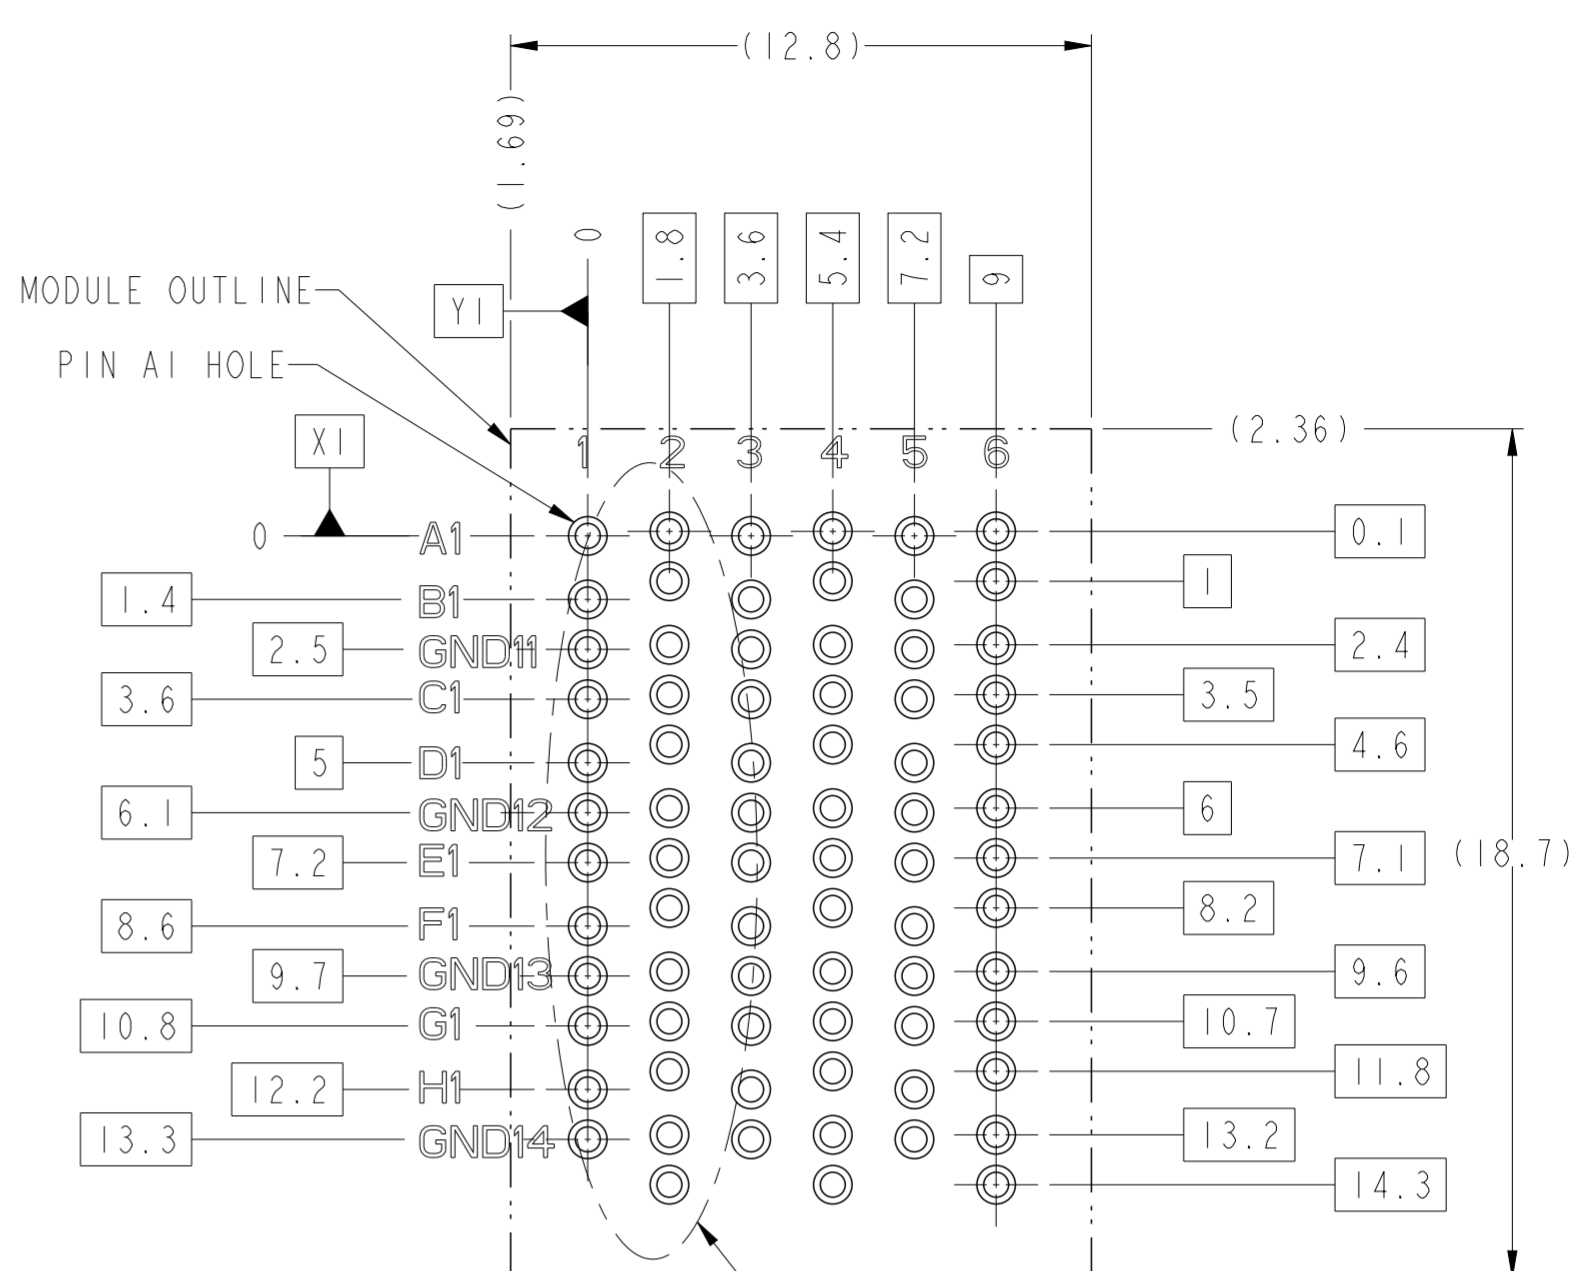 (12.8)
(1.69)
0
1.8
3.6
5.4
7.2
9
MODULE OUTLINE
Y1
PIN A1 HOLE
X1
(2.36)
1 2 3 4 5 6
0 A1 0.1
1
1.4 B1
2.5 GND11 2.4
3.6 C1 3.5
4.6
5 D1
6.1 GND12 6
7.2 E1 7.1 (18.7)
8.2
8.6 F1
9.7 GND13 9.6
10.8 G1 10.7
11.8
12.2 H1
13.3 GND14 13.2
14.3